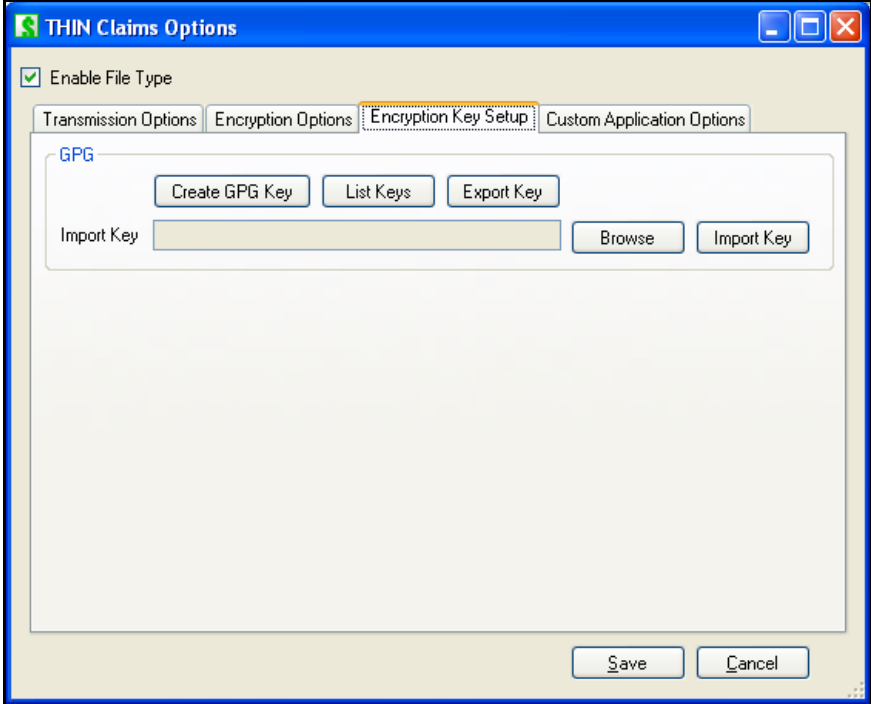 THIN Claims Options
Enable File Type
Transmission Options Encryption Options Encryption Key Setup Custom Application Options
GPG
Create GPG Key List Keys Export Key
Import Key Browse Import Key
Save Cancel